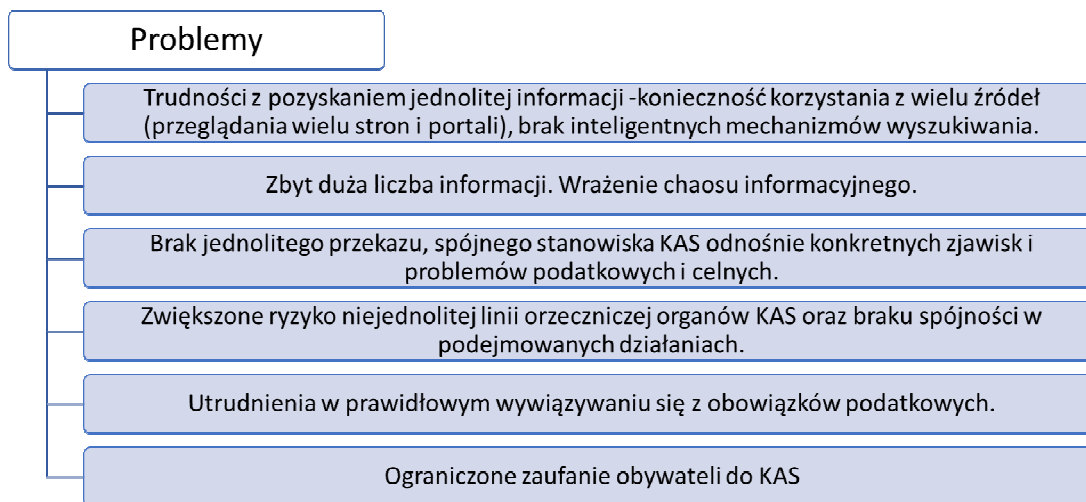 Problemy
Trudności z pozyskaniem jednolitej informacji -konieczność korzystania z wielu źródeł
(przeglądania wielu stron i portali), brak inteligentnych mechanizmów wyszukiwania.
Zbyt duża liczba informacji. Wrażenie chaosu informacyjnego.
Brak jednolitego przekazu, spójnego stanowiska KAS odnośnie konkretnych zjawisk i
problemów podatkowych i celnych.
Zwiększone ryzyko niejednolitej linii orzeczniczej organów KAS oraz braku spójności w
podejmowanych działaniach.
Utrudnienia w prawidłowym wywiązywaniu się z obowiązków podatkowych.
Ograniczone zaufanie obywateli do KAS